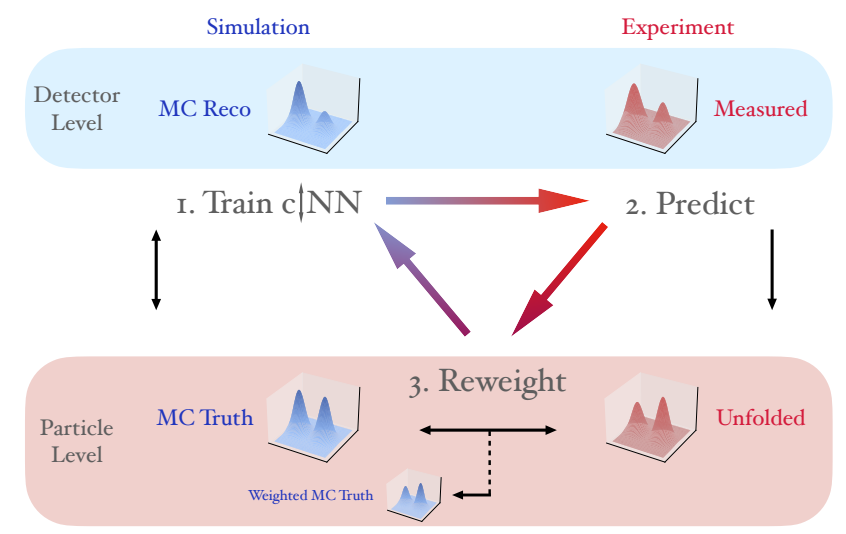 Simulation
Experiment
Detector
Level
MC Reco
Measured
1. Train cINN
2. Predict
3. Reweight
MC Truth
Unfolded
Particle
Level
Weighted MC Truth